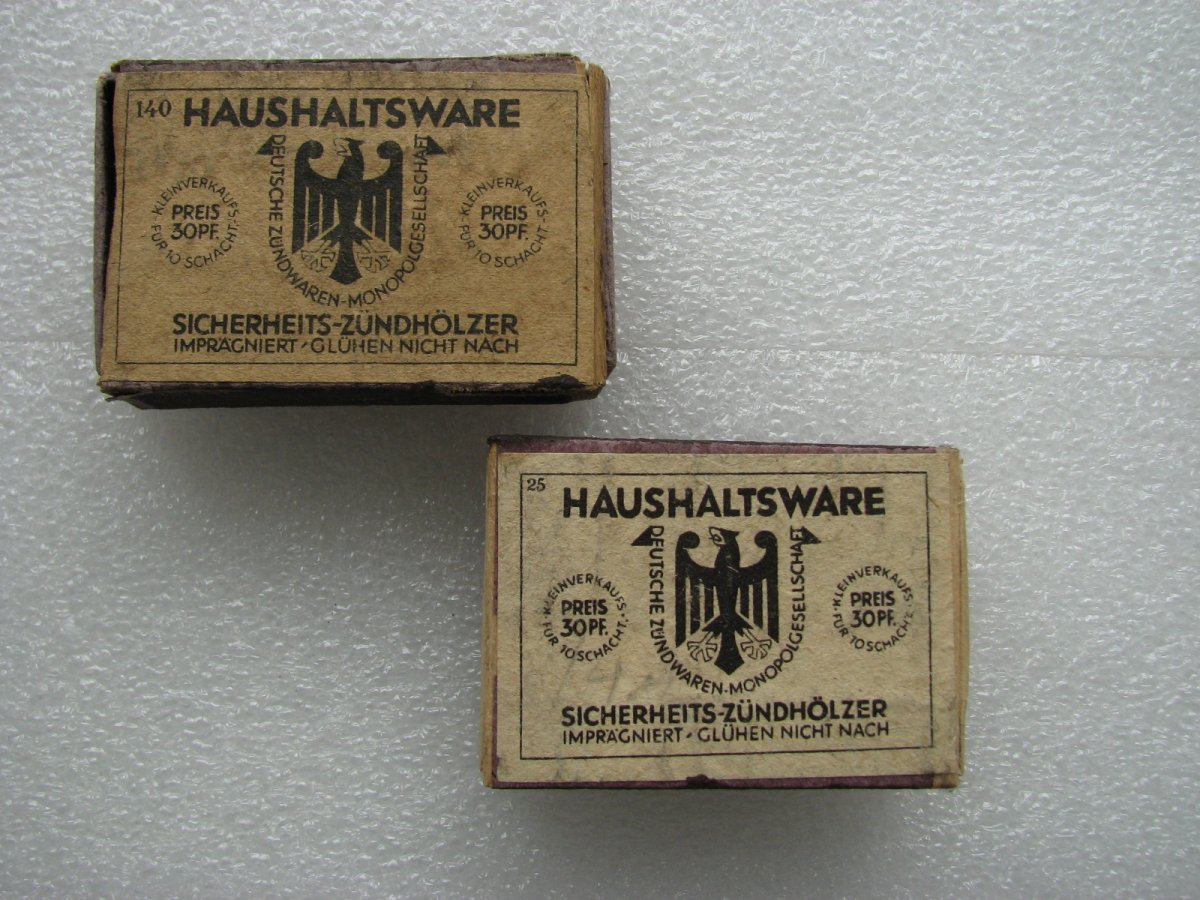 140 HAUSHALTSWARE
DEUTSCHE ZÜNDWAREN-MONOPOLGESELLSCHAFT
·KLEINVERKAUFS·
PREIS
30PF.
FÜR 10 SCHACHT.
·KLEINVERKAUFS·
PREIS
30PF.
FÜR 10 SCHACHT.
SICHERHEITS-ZÜNDHÖLZER
IMPRÄGNIERT-GLÜHEN NICHT NACH
25
HAUSHALTSWARE
DEUTSCHE ZÜNDWAREN-MONOPOLGESELLSCHAFT
·KLEINVERKAUFS·
PREIS
30PF.
FÜR 10 SCHACHT.
·KLEINVERKAUFS·
PREIS
30PF.
FÜR 10 SCHACHT.
SICHERHEITS-ZÜNDHÖLZER
IMPRÄGNIERT-GLÜHEN NICHT NACH